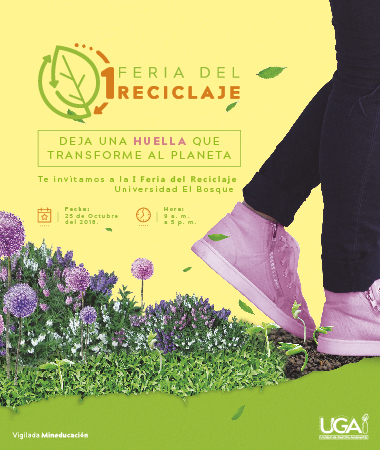 1 FERIA DEL
RECICLAJE
DEJA UNA HUELLA QUE
TRANSFORME AL PLANETA
Te invitamos a la I Feria del Reciclaje
Universidad El Bosque
Fecha:
25 de Octubre
del 2018.
Hora:
9 a. m.
a 5 p. m.
Vigilada Mineducación
UGA